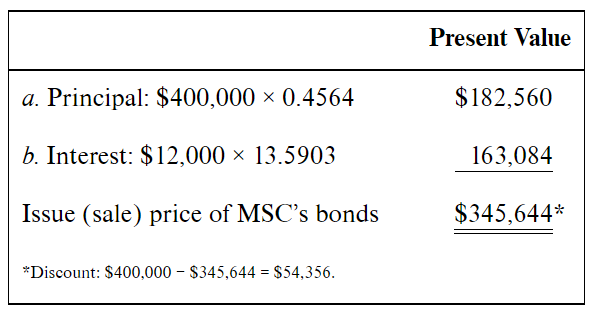 Present Value
a. Principal: $400,000 × 0.4564 $182,560
b. Interest: $12,000 × 13.5903 163,084
Issue (sale) price of MSC’s bonds $345,644*
*Discount: $400,000 − $345,644 = $54,356.